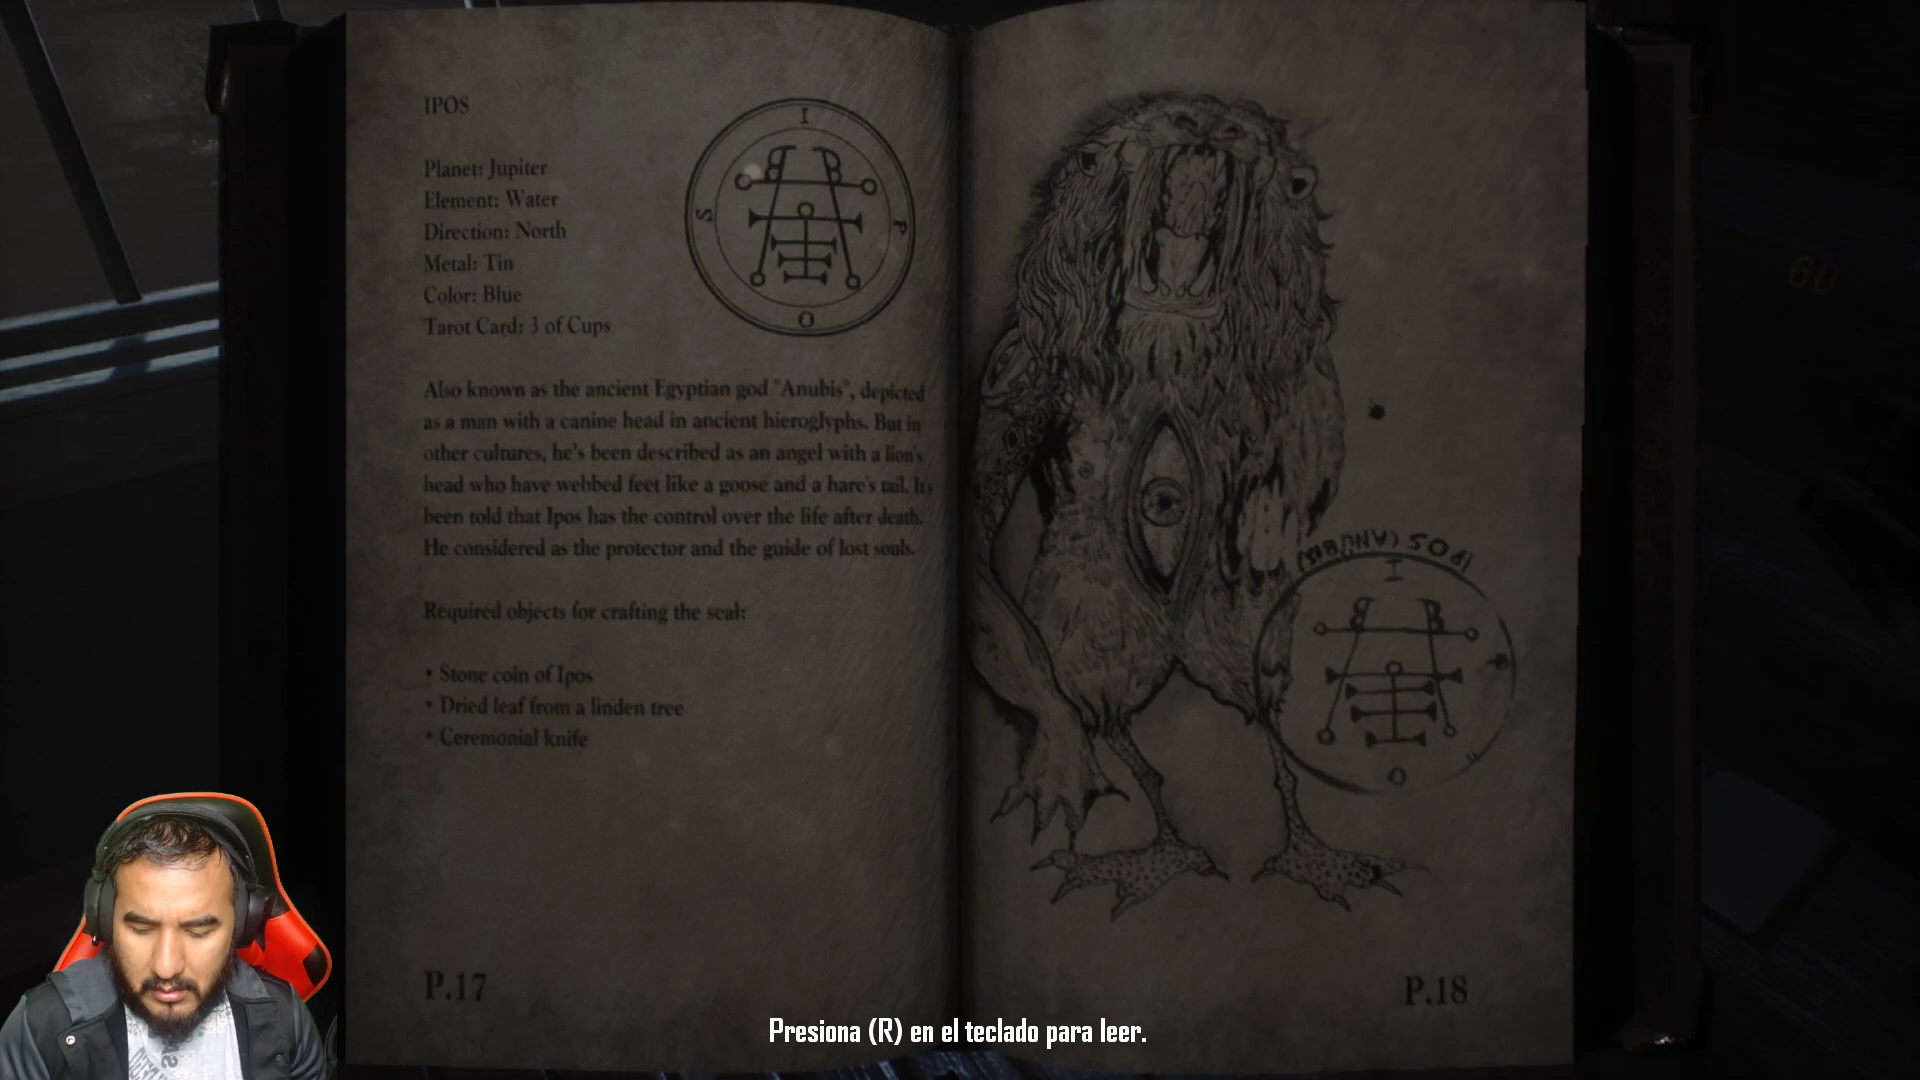 IPOS
Planet: Jupiter
Element: Water
Direction: North
Metal: Tin
Color: Blue
Tarot Card: 3 of Cups
I
P
O
S
Also known as the ancient Egyptian god "Anubis", depicted
as a man with a canine head in ancient hieroglyphs. But in
other cultures, he's been described as an angel with a lion's
head who have webbed feet like a goose and a hare's tail. Its
been told that Ipos has the control over the life after death.
He considered as the protector and the guide of lost souls.
Required objects for crafting the seal:
• Stone coin of Ipos
• Dried leaf from a linden tree
• Ceremonial knife
P.17
IPOS (ANUBIS)
I
P
O
S
P.18
Presiona (R) en el teclado para leer.